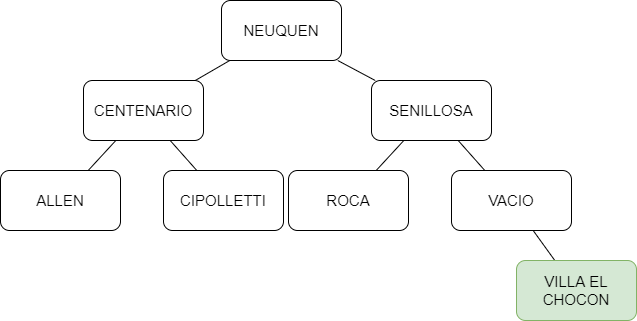 NEUQUEN
CENTENARIO
SENILLOSA
ALLEN
CIPOLLETTI
ROCA
VACIO
VILLA EL
CHOCON